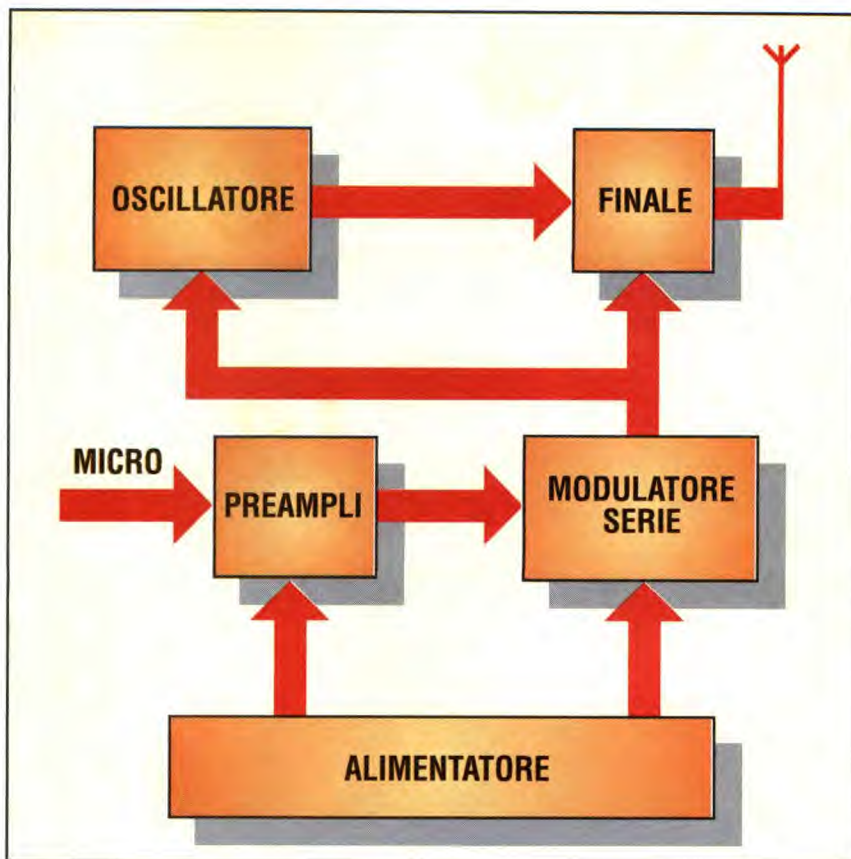 OSCILLATORE
FINALE
MICRO
PREAMPLI
MODULATORE
SERIE
ALIMENTATORE